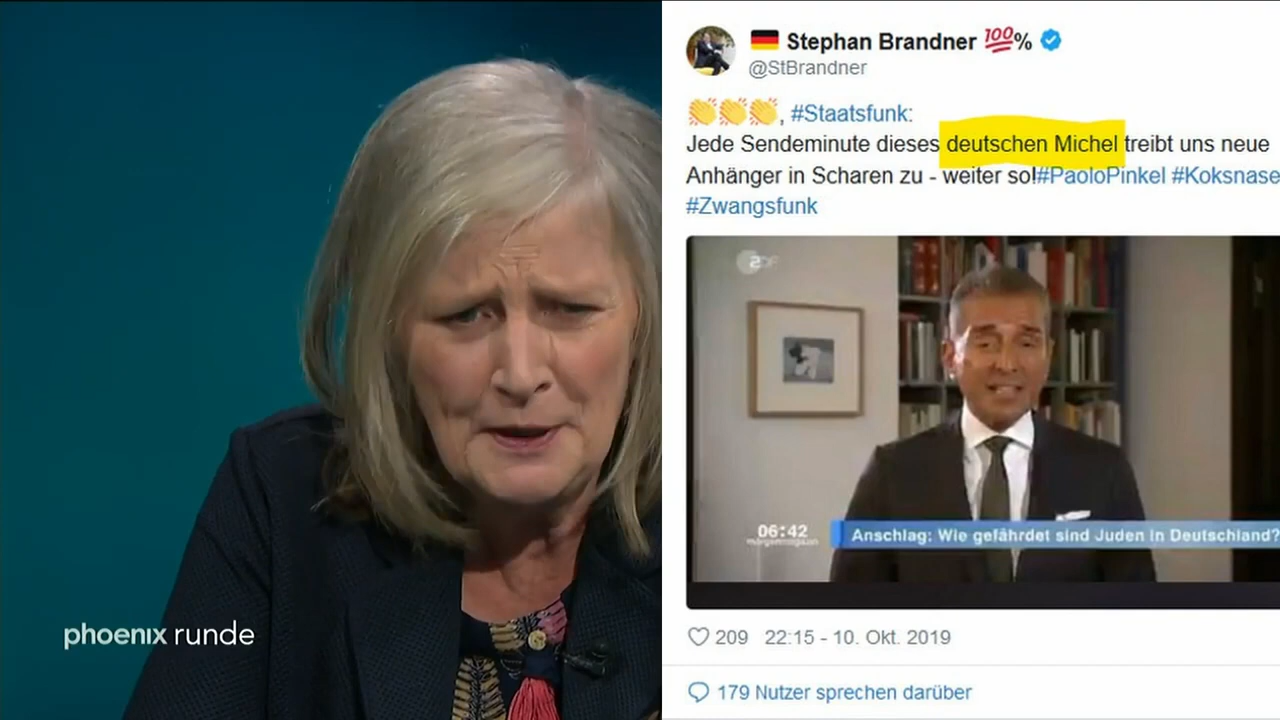 phoenix runde
Stephan Brandner 💯%
@StBrandner
👏👏👏, #Staatsfunk:
Jede Sendeminute dieses deutschen Michel treibt uns neue
Anhänger in Scharen zu - weiter so!#PaoloPinkel #Koksnase
#Zwangsfunk
ZDF
06:42
morgenmagazin
Anschlag: Wie gefährdet sind Juden in Deutschland?
209 22:15 - 10. Okt. 2019
179 Nutzer sprechen darüber